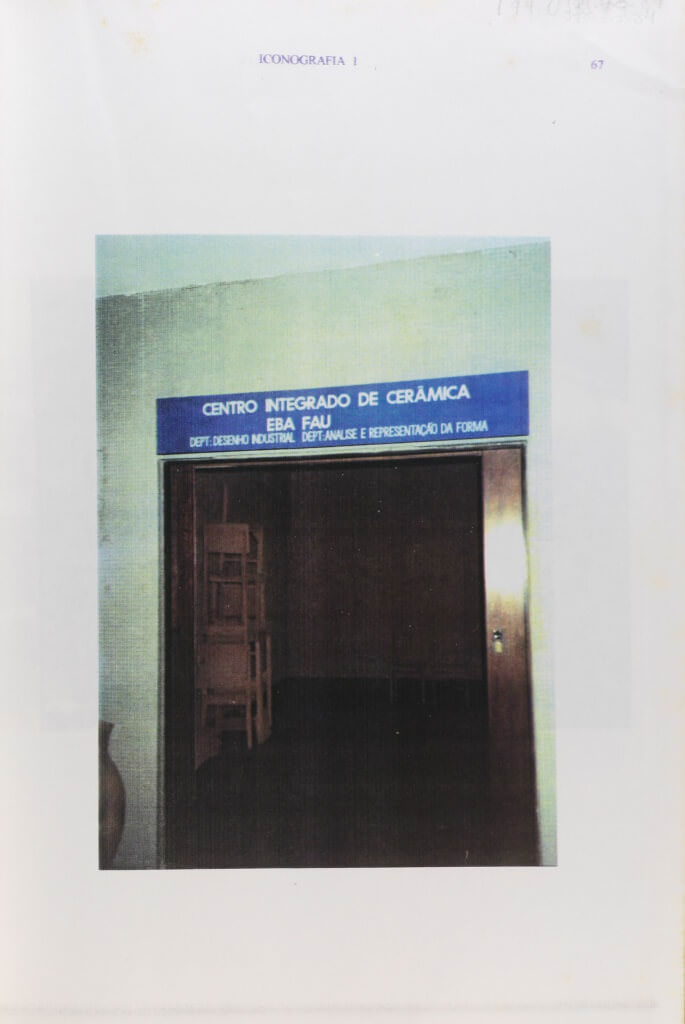 ICONOGRAFIA 1
67
CENTRO INTEGRADO DE CERÂMICA
EBA FAU
DEPT: DESENHO INDUSTRIAL DEPT: ANALISE E REPRESENTAÇÃO DA FORMA